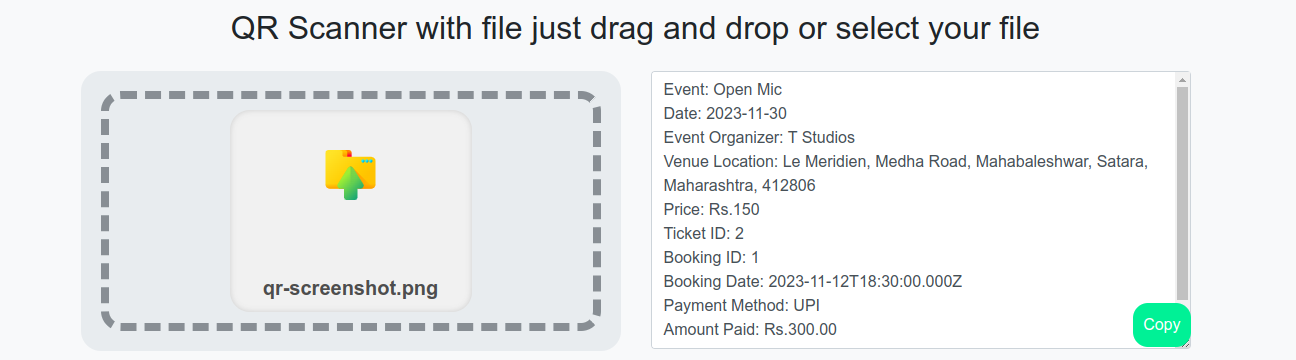 QR Scanner with file just drag and drop or select your file
qr-screenshot.png
Event: Open Mic
Date: 2023-11-30
Event Organizer: T Studios
Venue Location: Le Meridien, Medha Road, Mahabaleshwar, Satara,
Maharashtra, 412806
Price: Rs.150
Ticket ID: 2
Booking ID: 1
Booking Date: 2023-11-12T18:30:00.000Z
Payment Method: UPI
Amount Paid: Rs.300.00
Copy